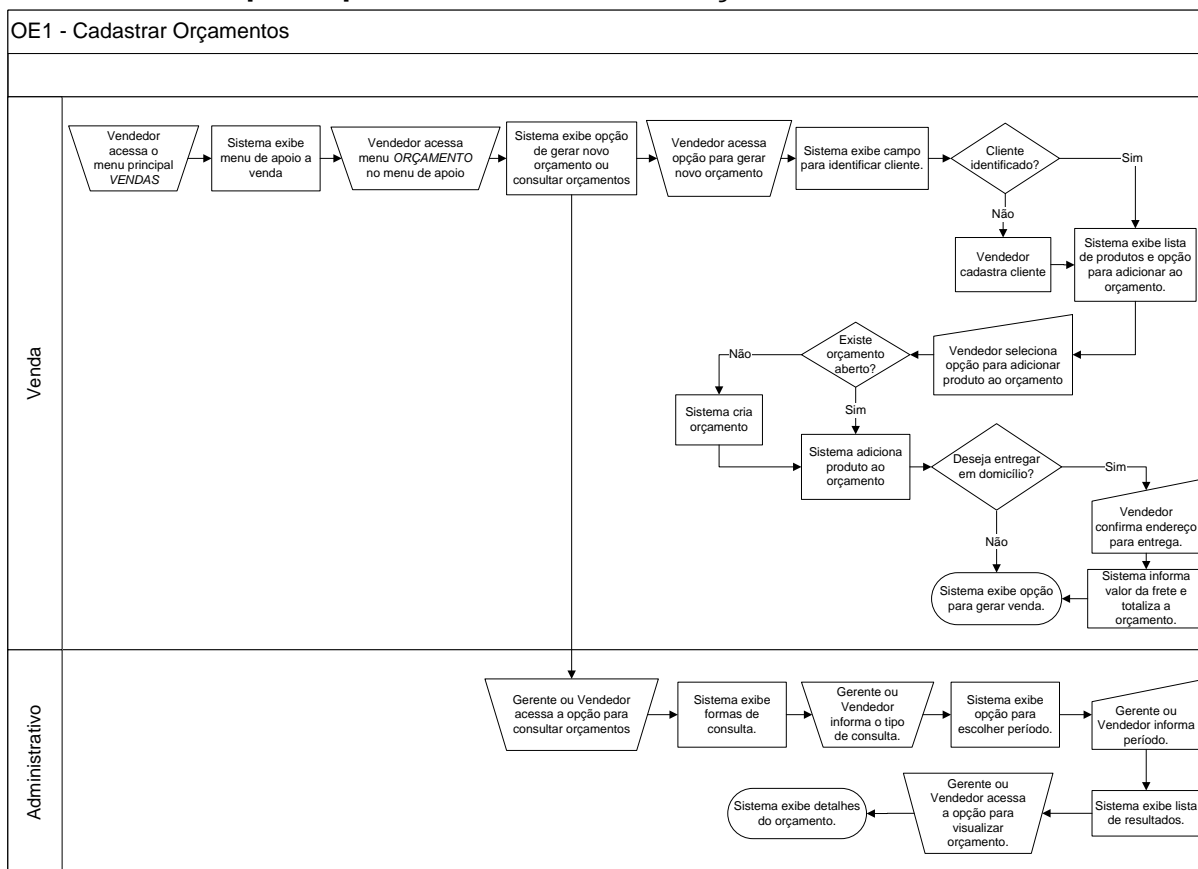 OE1 - Cadastrar Orçamentos
Venda
Vendedor
acessa o
menu principal
VENDAS
Sistema exibe
menu de apoio a
venda
Vendedor acessa
menu ORÇAMENTO
no menu de apoio
Sistema exibe opção
de gerar novo
orçamento ou
consultar orçamentos
Vendedor acessa
opção para gerar
novo orçamento
Sistema exibe campo
para identificar cliente.
Cliente
identificado?
Sim
Não
Vendedor
cadastra cliente
Sistema exibe lista
de produtos e opção
para adicionar ao
orçamento.
Vendedor seleciona
opção para adicionar
produto ao orçamento
Existe
orçamento
aberto?
Não
Sim
Sistema cria
orçamento
Sistema adiciona
produto ao
orçamento
Deseja entregar
em domicílio?
Sim
Não
Vendedor
confirma endereço
para entrega.
Sistema informa
valor da frete e
totaliza a
orçamento.
Sistema exibe opção
para gerar venda.
Administrativo
Gerente ou Vendedor
acessa a opção para
consultar orçamentos
Sistema exibe
formas de
consulta.
Gerente ou
Vendedor
informa o tipo
de consulta.
Sistema exibe
opção para
escolher período.
Gerente ou
Vendedor informa
período.
Sistema exibe lista
de resultados.
Gerente ou
Vendedor acessa
a opção para
visualizar
orçamento.
Sistema exibe detalhes
do orçamento.